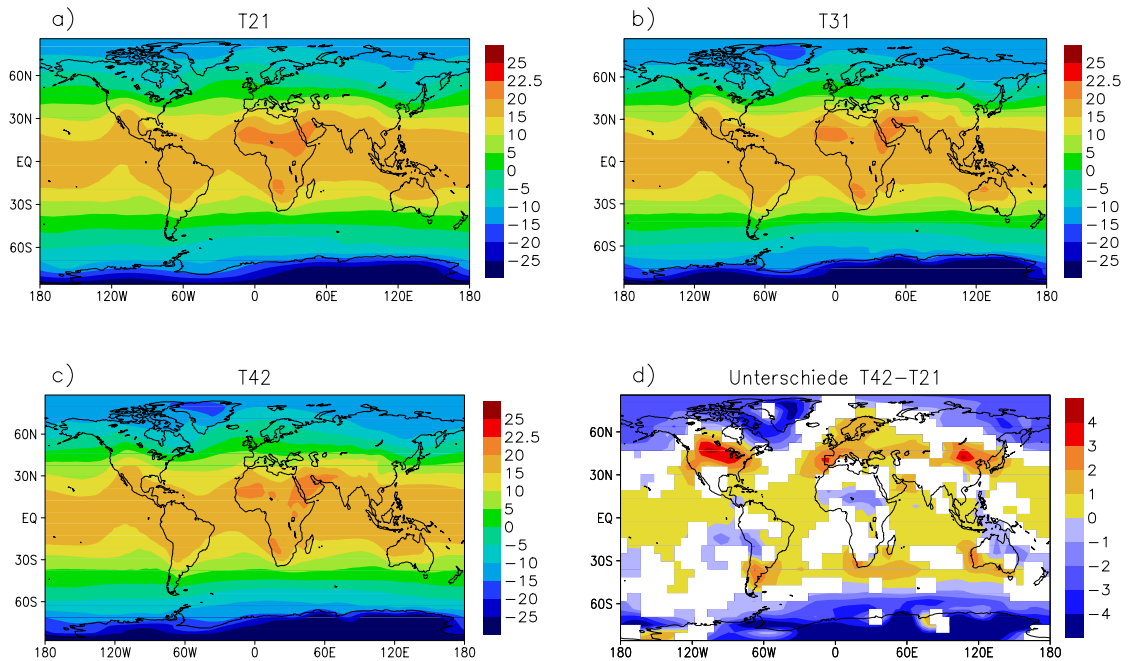 a)
T21
60N
30N
EQ
30S
60S
180
120W
60W
0
60E
120E
180
25
22.5
20
15
10
5
0
−5
−10
−15
−20
−25
b)
T31
60N
30N
EQ
30S
60S
180
120W
60W
0
60E
120E
180
25
22.5
20
15
10
5
0
−5
−10
−15
−20
−25
c)
T42
60N
30N
EQ
30S
60S
180
120W
60W
0
60E
120E
180
25
22.5
20
15
10
5
0
−5
−10
−15
−20
−25
d)
Unterschiede T42−T21
60N
30N
EQ
30S
60S
180
120W
60W
0
60E
120E
180
4
3
2
1
0
−1
−2
−3
−4